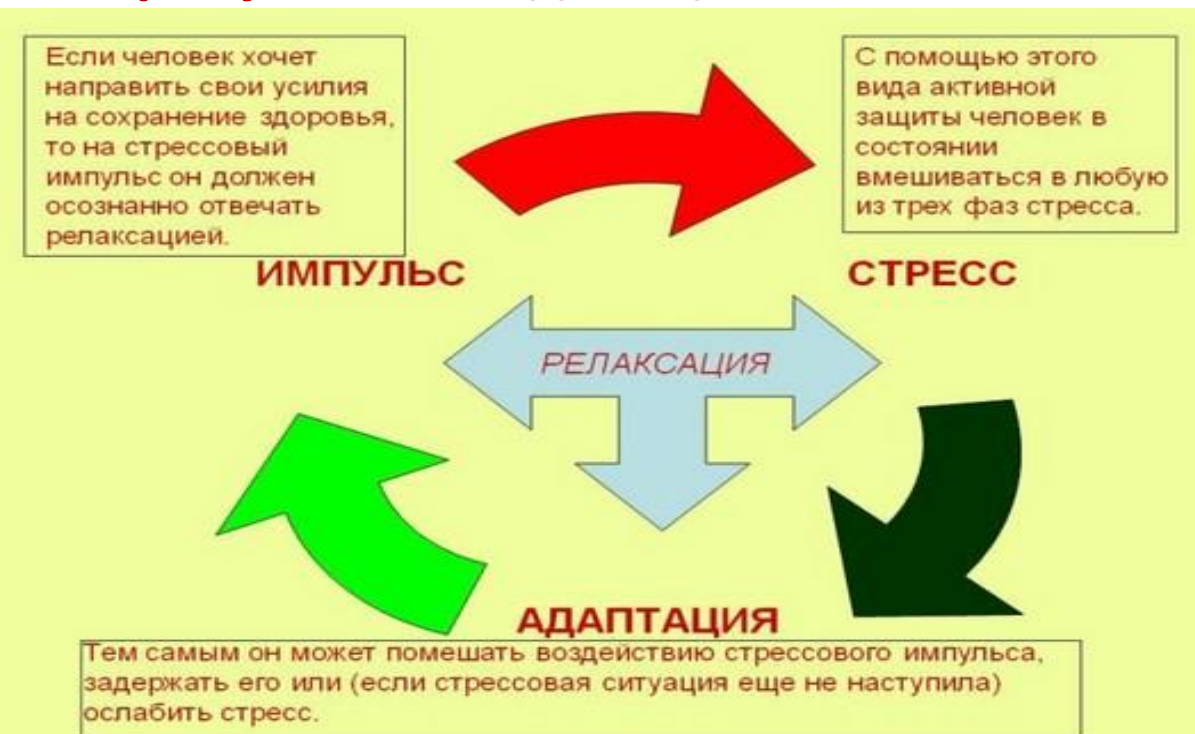 Если человек хочет
направить свои усилия
на сохранение здоровья,
то на стрессовый
импульс он должен
осознанно отвечать
релаксацией.
С помощью этого
вида активной
защиты человек в
состоянии
вмешиваться в любую
из трех фаз стресса.
ИМПУЛЬС
СТРЕСС
РЕЛАКСАЦИЯ
АДАПТАЦИЯ
Тем самым он может помешать воздействию стрессового импульса,
задержать его или (если стрессовая ситуация еще не наступила)
ослабить стресс.